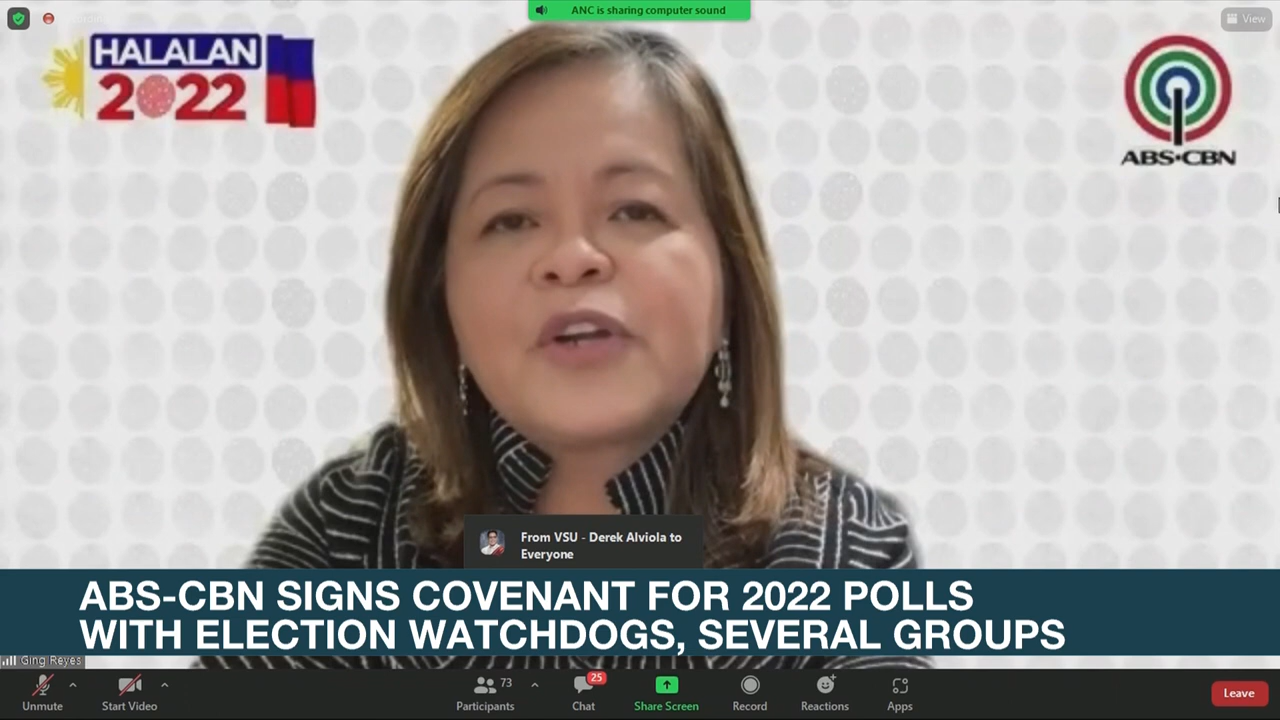 ANC is sharing computer sound
View
HALALAN
2022
ABS•CBN
From VSU - Derek Alviola to
Everyone
ABS-CBN SIGNS COVENANT FOR 2022 POLLS
WITH ELECTION WATCHDOGS, SEVERAL GROUPS
Ging Reyes
Unmute
Start Video
Participants
73
Chat
25
Share Screen
Record
Reactions
Apps
Leave